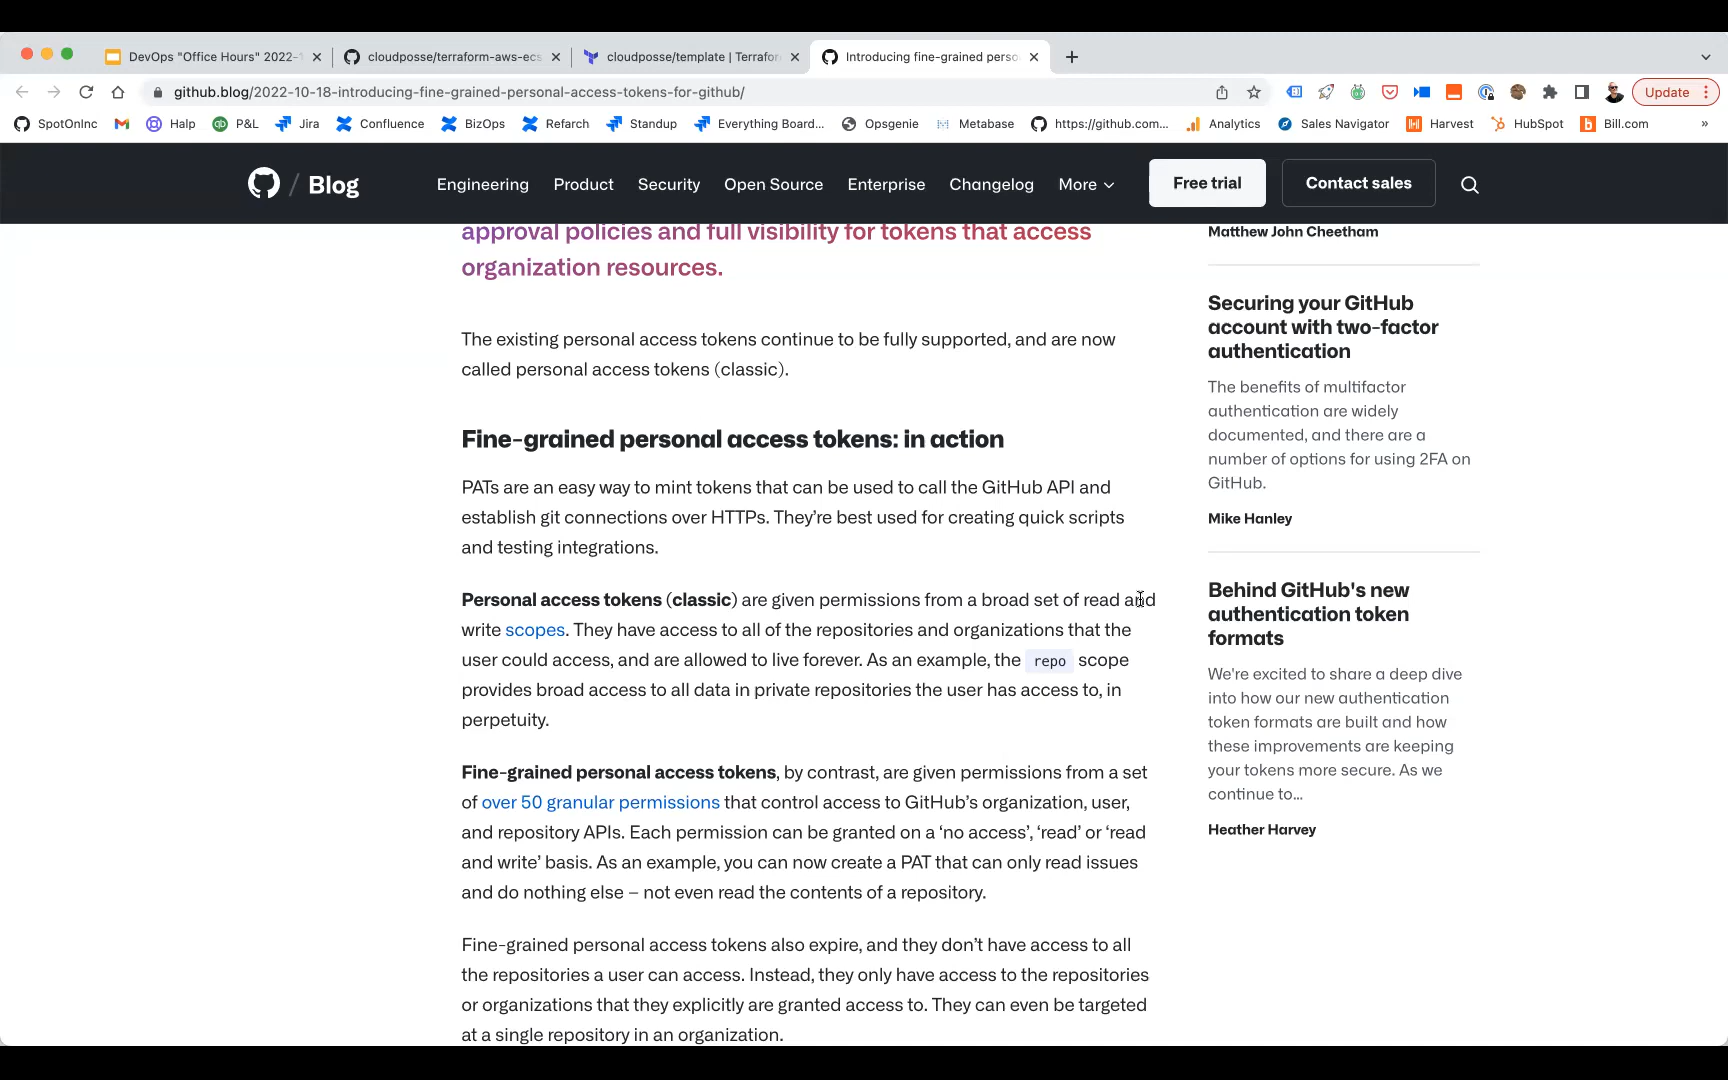 DevOps "Office Hours" 2022-1
cloudposse/terraform-aws-ecs
cloudposse/template | Terrafor
Introducing fine-grained perso
github.blog/2022-10-18-introducing-fine-grained-personal-access-tokens-for-github/
Update
SpotOnInc
Halp
P&L
Jira
Confluence
BizOps
Refarch
Standup
Everything Board...
Opsgenie
Metabase
https://github.com...
Analytics
Sales Navigator
Harvest
HubSpot
Bill.com
»
/ Blog
Engineering
Product
Security
Open Source
Enterprise
Changelog
More
Free trial
Contact sales
approval policies and full visibility for tokens that access
organization resources.
The existing personal access tokens continue to be fully supported, and are now
called personal access tokens (classic).
Fine-grained personal access tokens: in action
PATs are an easy way to mint tokens that can be used to call the GitHub API and
establish git connections over HTTPs. They’re best used for creating quick scripts
and testing integrations.
Personal access tokens (classic) are given permissions from a broad set of read and
write scopes. They have access to all of the repositories and organizations that the
user could access, and are allowed to live forever. As an example, the repo scope
provides broad access to all data in private repositories the user has access to, in
perpetuity.
Fine-grained personal access tokens, by contrast, are given permissions from a set
of over 50 granular permissions that control access to GitHub’s organization, user,
and repository APIs. Each permission can be granted on a ‘no access’, ‘read’ or ‘read
and write’ basis. As an example, you can now create a PAT that can only read issues
and do nothing else – not even read the contents of a repository.
Fine-grained personal access tokens also expire, and they don’t have access to all
the repositories a user can access. Instead, they only have access to the repositories
or organizations that they explicitly are granted access to. They can even be targeted
at a single repository in an organization.
Matthew John Cheetham
Securing your GitHub
account with two-factor
authentication
The benefits of multifactor
authentication are widely
documented, and there are a
number of options for using 2FA on
GitHub.
Mike Hanley
Behind GitHub's new
authentication token
formats
We're excited to share a deep dive
into how our new authentication
token formats are built and how
these improvements are keeping
your tokens more secure. As we
continue to...
Heather Harvey